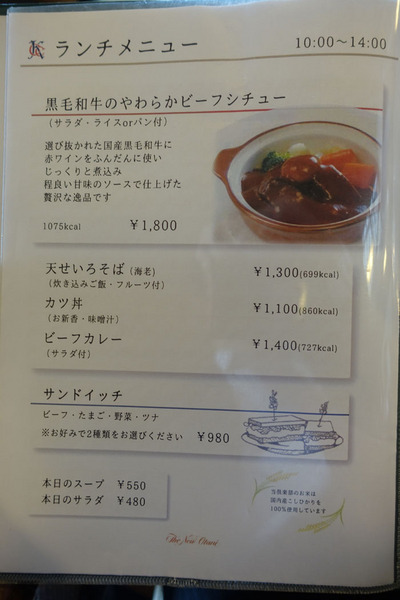 ランチメニュー 10:00〜14:00
黒毛和牛のやわらかビーフシチュー
(サラダ・ライスorパン付)
選び抜かれた国産黒毛和牛に
赤ワインをふんだんに使い
じっくりと煮込み
程良い甘味のソースで仕上げた
贅沢な逸品です
1075kcal ¥1,800
天せいろそば(海老) ¥1,300(699kcal)
(炊き込みご飯・フルーツ付)
カツ丼 ¥1,100(860kcal)
(お新香・味噌汁)
ビーフカレー ¥1,400(727kcal)
(サラダ付)
サンドイッチ
ビーフ・たまご・野菜・ツナ
※お好みで2種類をお選びください ¥980
本日のスープ ¥550
本日のサラダ ¥480
当倶楽部のお米は
国内産こしひかりを
100%使用しています
The New Otani